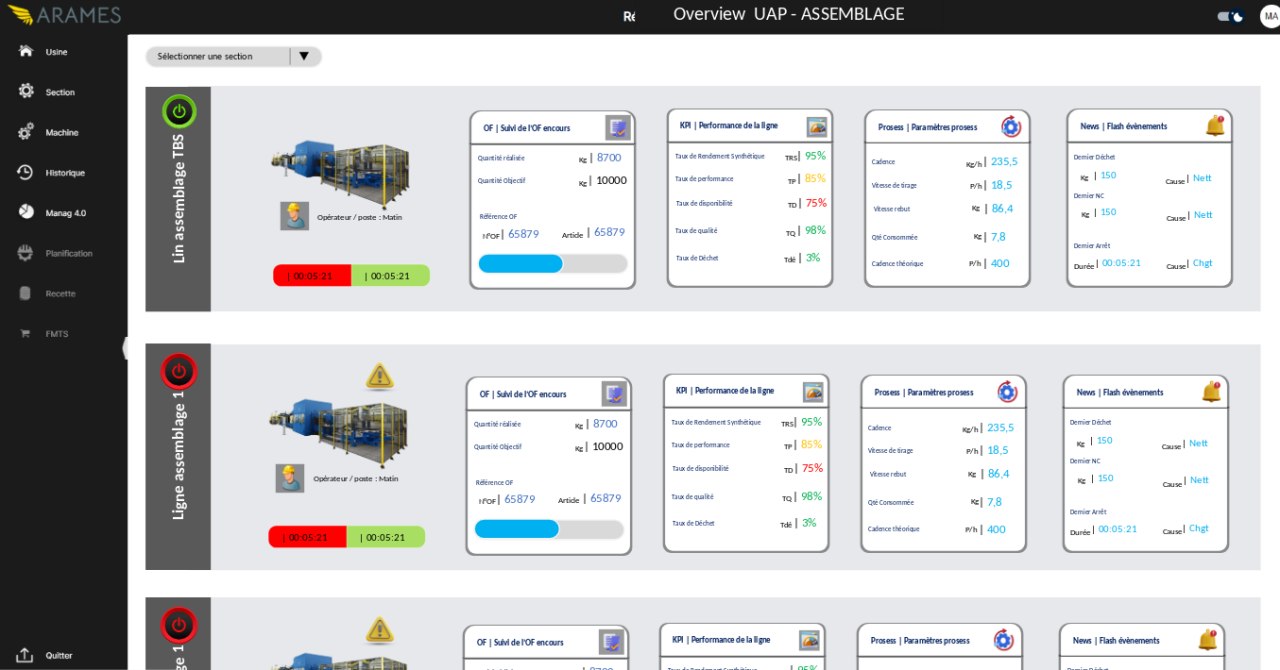 ARAMES
Ré
Overview UAP - ASSEMBLAGE
MA
Usine
Section
Machine
Historique
Manag 4.0
Planification
Recette
FMTS
Quitter
Sélectionner une section
Lin assemblage TBS
Opérateur / poste : Matin
| 00:05:21
| 00:05:21
OF | Suivi de l'OF encours
Quantité réalisée Kg | 8700
Quantité Objectif Kg | 10000
Référence OF
N°OF | 65879 Article | 65879
KPI | Performance de la ligne
Taux de Rendement Synthétique TRS| 95%
Taux de performance TP | 85%
Taux de disponibilité TD | 75%
Taux de qualité TQ | 98%
Taux de Déchet Tdé | 3%
Prosess | Paramètres prosess
Cadence Kg/h | 235,5
Vitesse de tirage P/h | 18,5
Vitesse rebut Kg | 86,4
Qté Consommée Kg | 7,8
Cadence théorique P/h | 400
News | Flash évènements
Dernier Déchet
Kg | 150 Cause | Nett
Dernier NC
Kg | 150 Cause | Nett
Dernier Arrêt
Durée | 00:05:21 Cause | Chgt
Ligne assemblage 1
Opérateur / poste : Matin
| 00:05:21
| 00:05:21
OF | Suivi de l'OF encours
Quantité réalisée Kg | 8700
Quantité Objectif Kg | 10000
Référence OF
N°OF | 65879 Article | 65879
KPI | Performance de la ligne
Taux de Rendement Synthétique TRS| 95%
Taux de performance TP | 85%
Taux de disponibilité TD | 75%
Taux de qualité TQ | 98%
Taux de Déchet Tdé | 3%
Prosess | Paramètres prosess
Cadence Kg/h | 235,5
Vitesse de tirage P/h | 18,5
Vitesse rebut Kg | 86,4
Qté Consommée Kg | 7,8
Cadence théorique P/h | 400
News | Flash évènements
Dernier Déchet
Kg | 150 Cause | Nett
Dernier NC
Kg | 150 Cause | Nett
Dernier Arrêt
Durée | 00:05:21 Cause | Chgt
1
OF | Suivi de l'OF encours
KPI | Performance de la ligne
Prosess | Paramètres prosess
News | Flash évènements